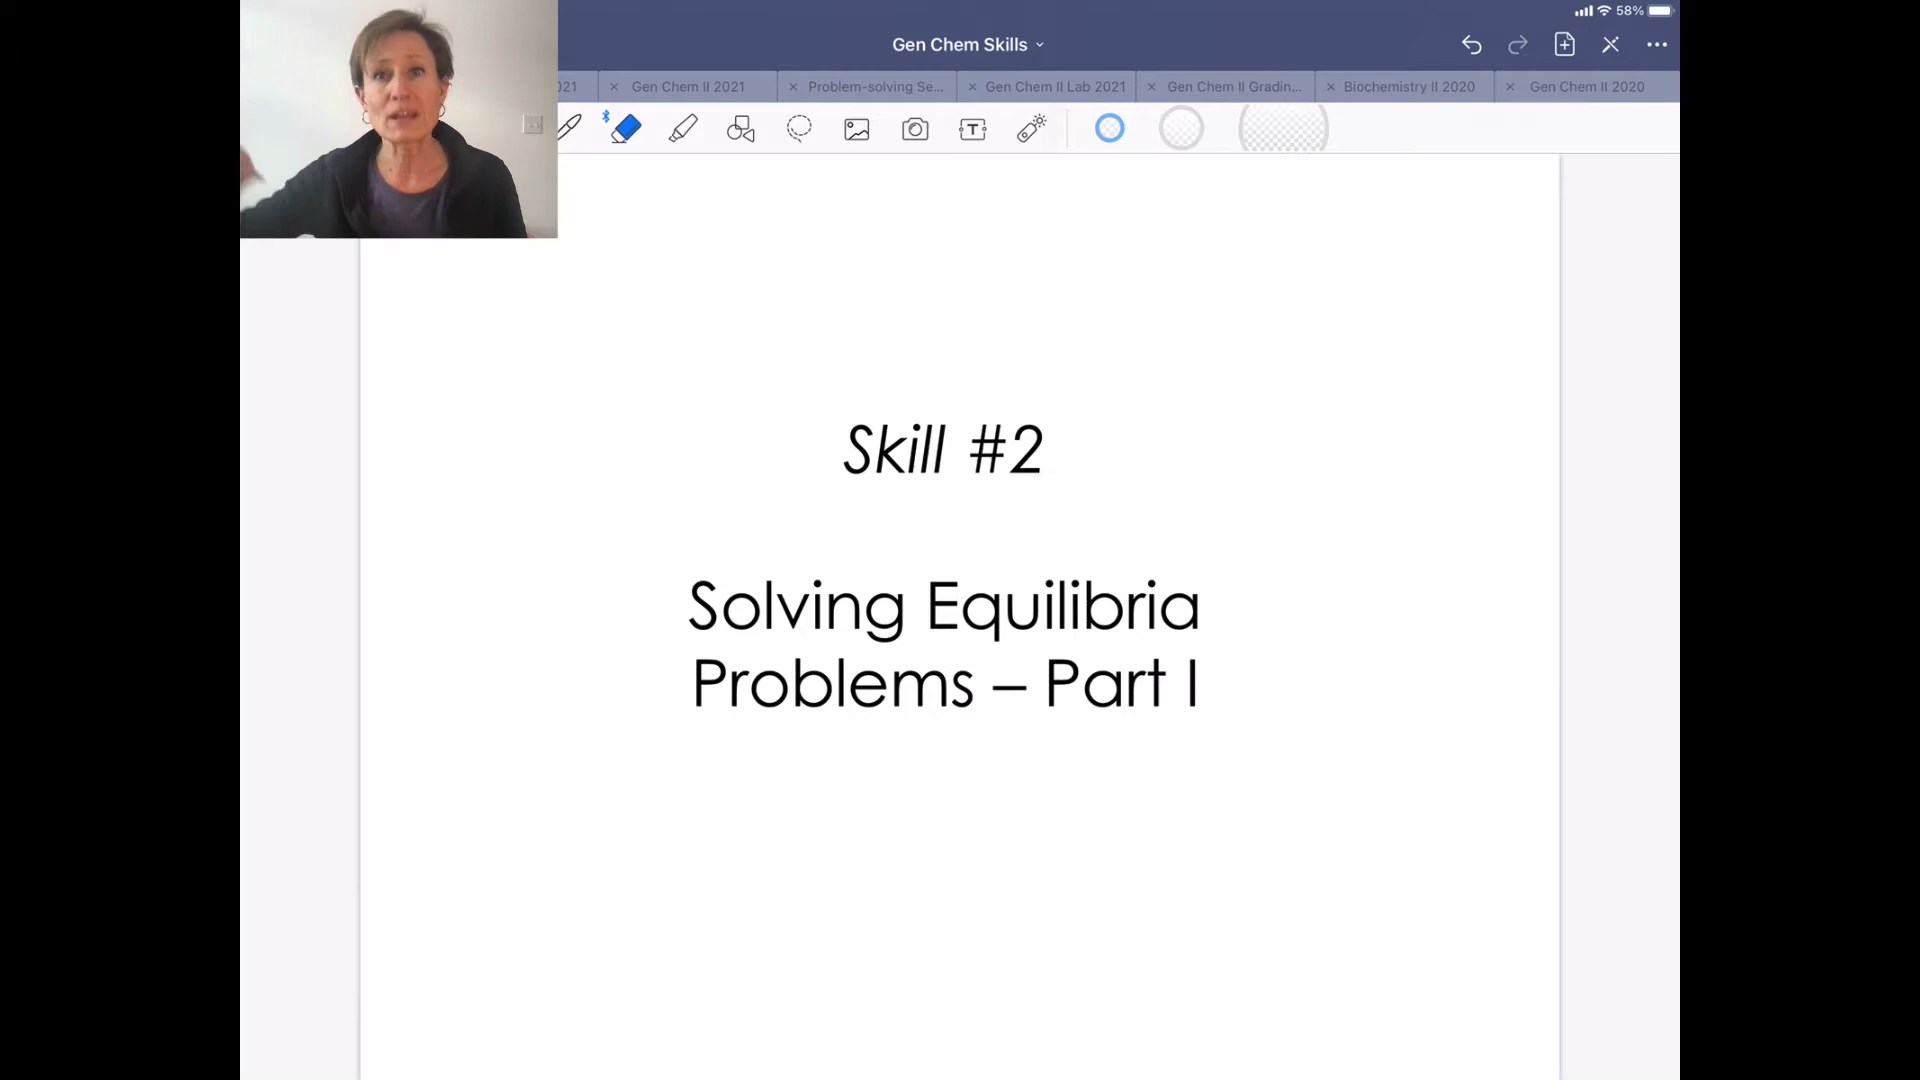 58%
Gen Chem Skills
021
Gen Chem II 2021
Problem-solving Se...
Gen Chem II Lab 2021
Gen Chem II Gradin...
Biochemistry II 2020
Gen Chem II 2020
T
Skill #2
Solving Equilibria
Problems – Part I